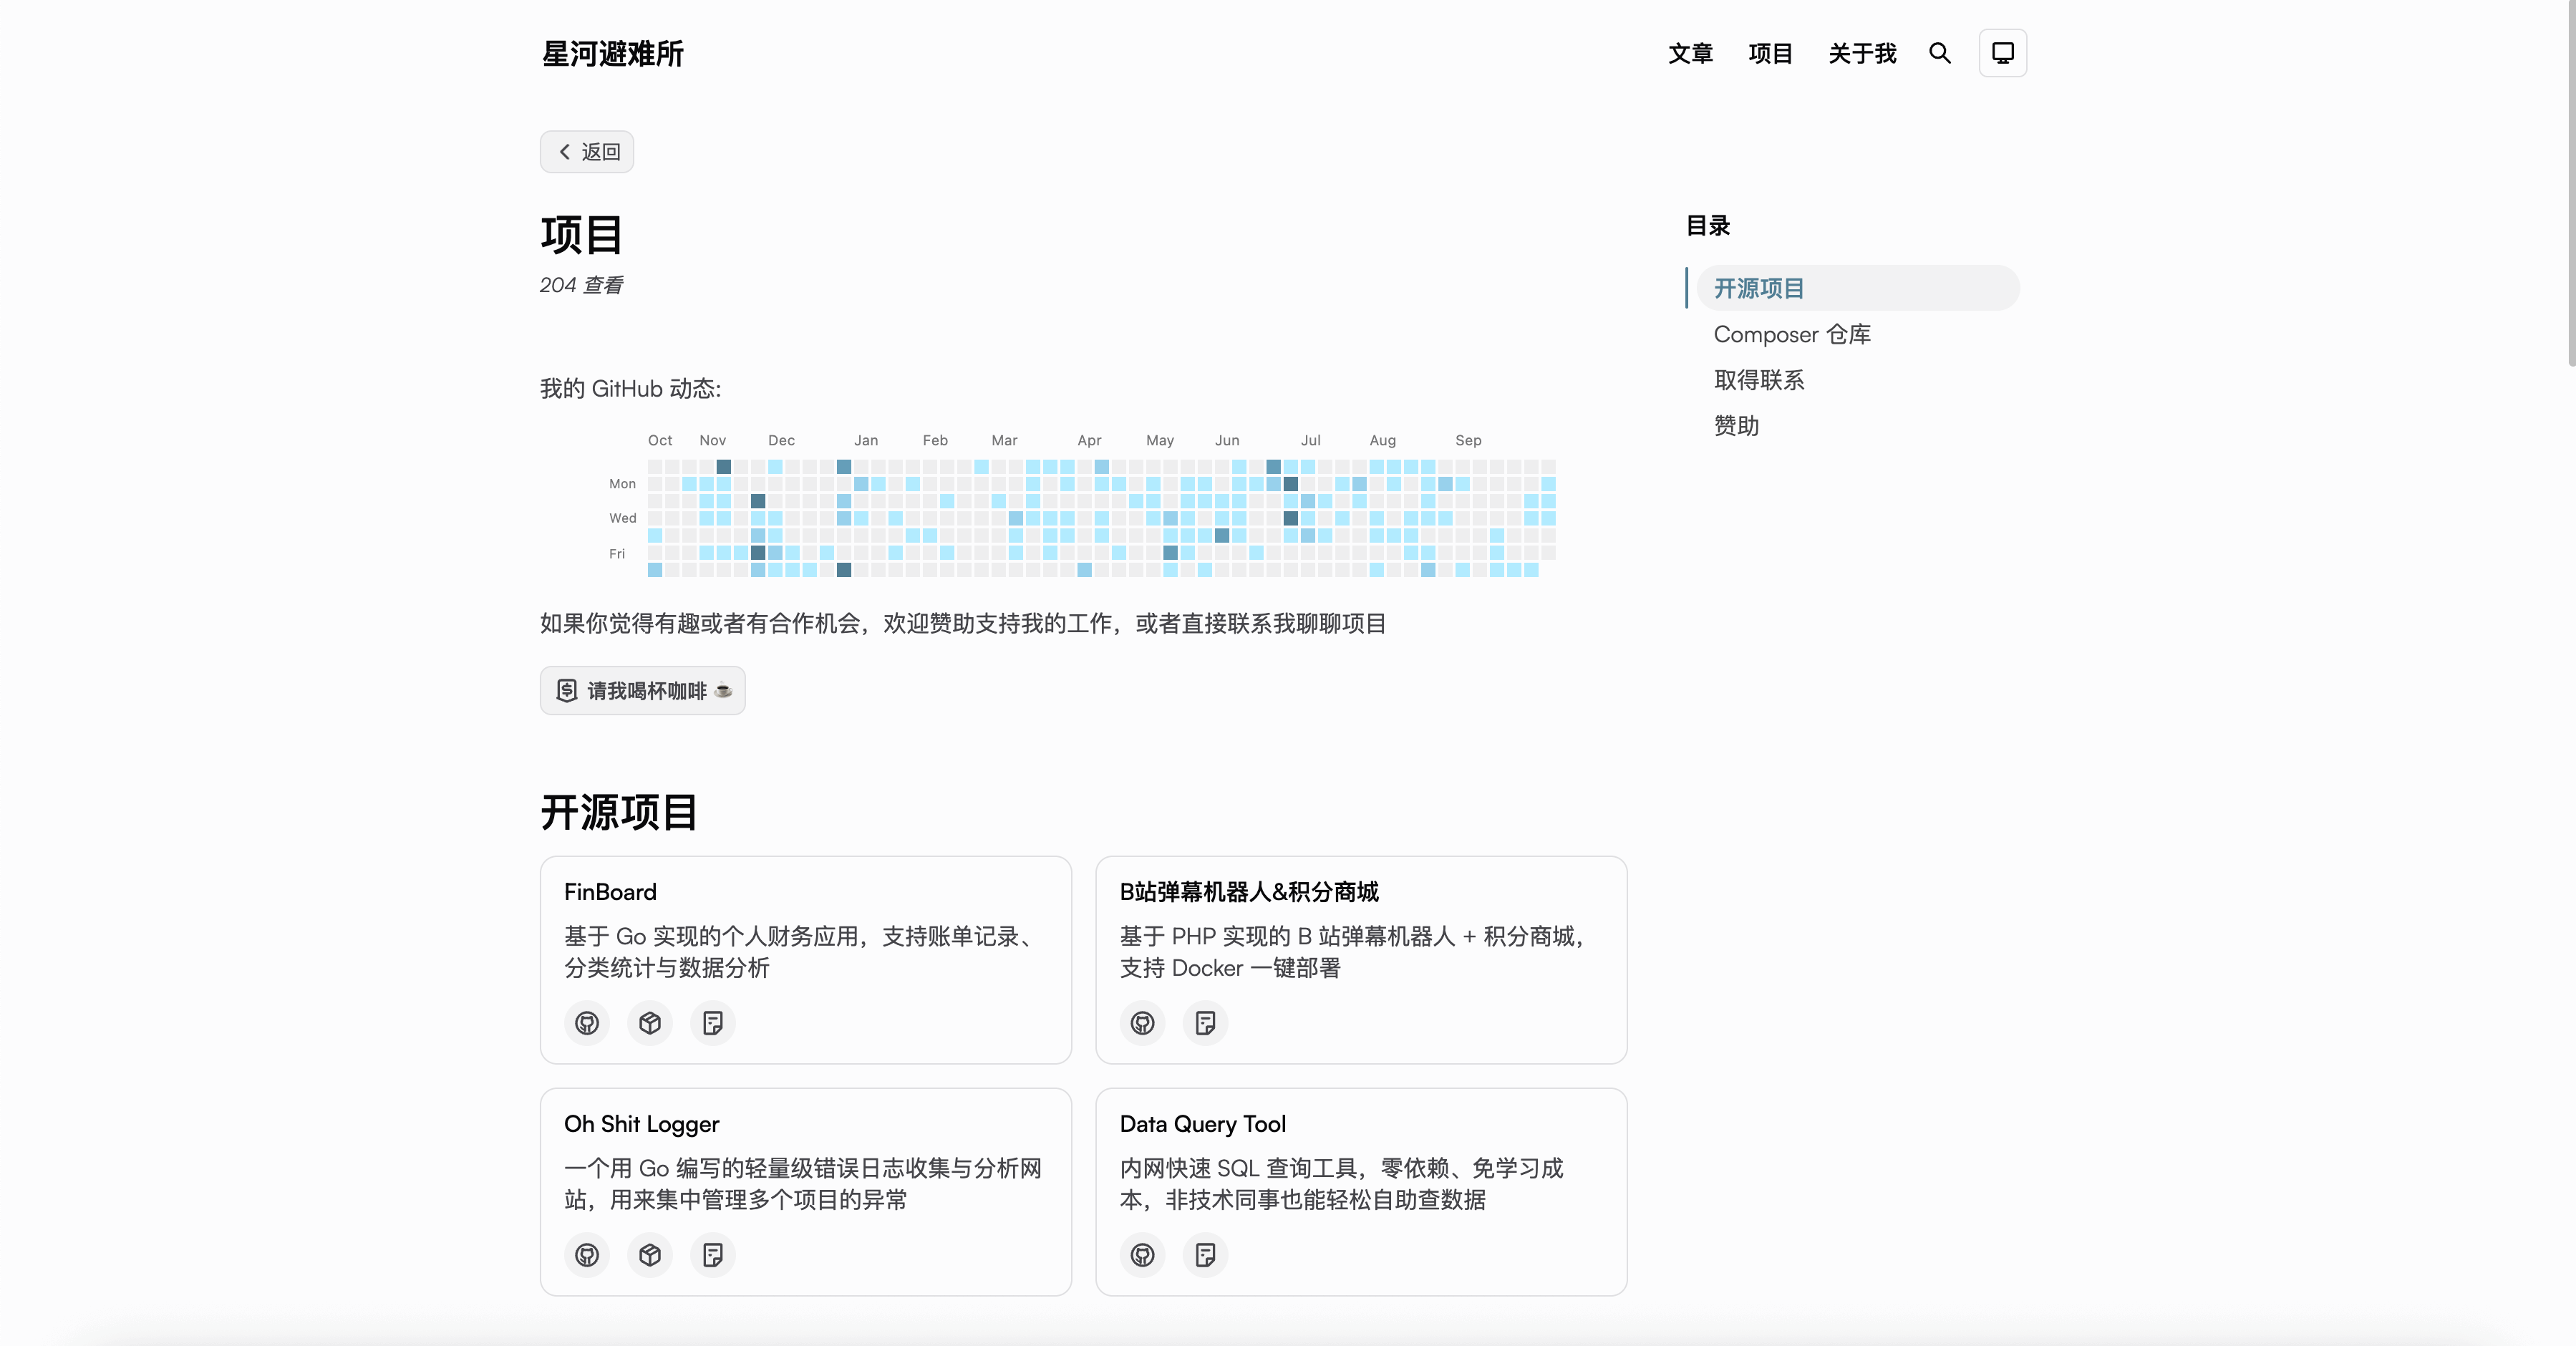 星河避难所
文章 项目 关于我
返回
项目
204 查看
目录
开源项目
Composer 仓库
取得联系
赞助
我的 GitHub 动态:
Oct Nov Dec Jan Feb Mar Apr May Jun Jul Aug Sep
Mon
Wed
Fri
如果你觉得有趣或者有合作机会，欢迎赞助支持我的工作，或者直接联系我聊聊项目
请我喝杯咖啡 ☕
开源项目
FinBoard
基于 Go 实现的个人财务应用，支持账单记录、
分类统计与数据分析
B站弹幕机器人&积分商城
基于 PHP 实现的 B 站弹幕机器人 + 积分商城，
支持 Docker 一键部署
Oh Shit Logger
一个用 Go 编写的轻量级错误日志收集与分析网
站，用来集中管理多个项目的异常
Data Query Tool
内网快速 SQL 查询工具，零依赖、免学习成
本，非技术同事也能轻松自助查数据